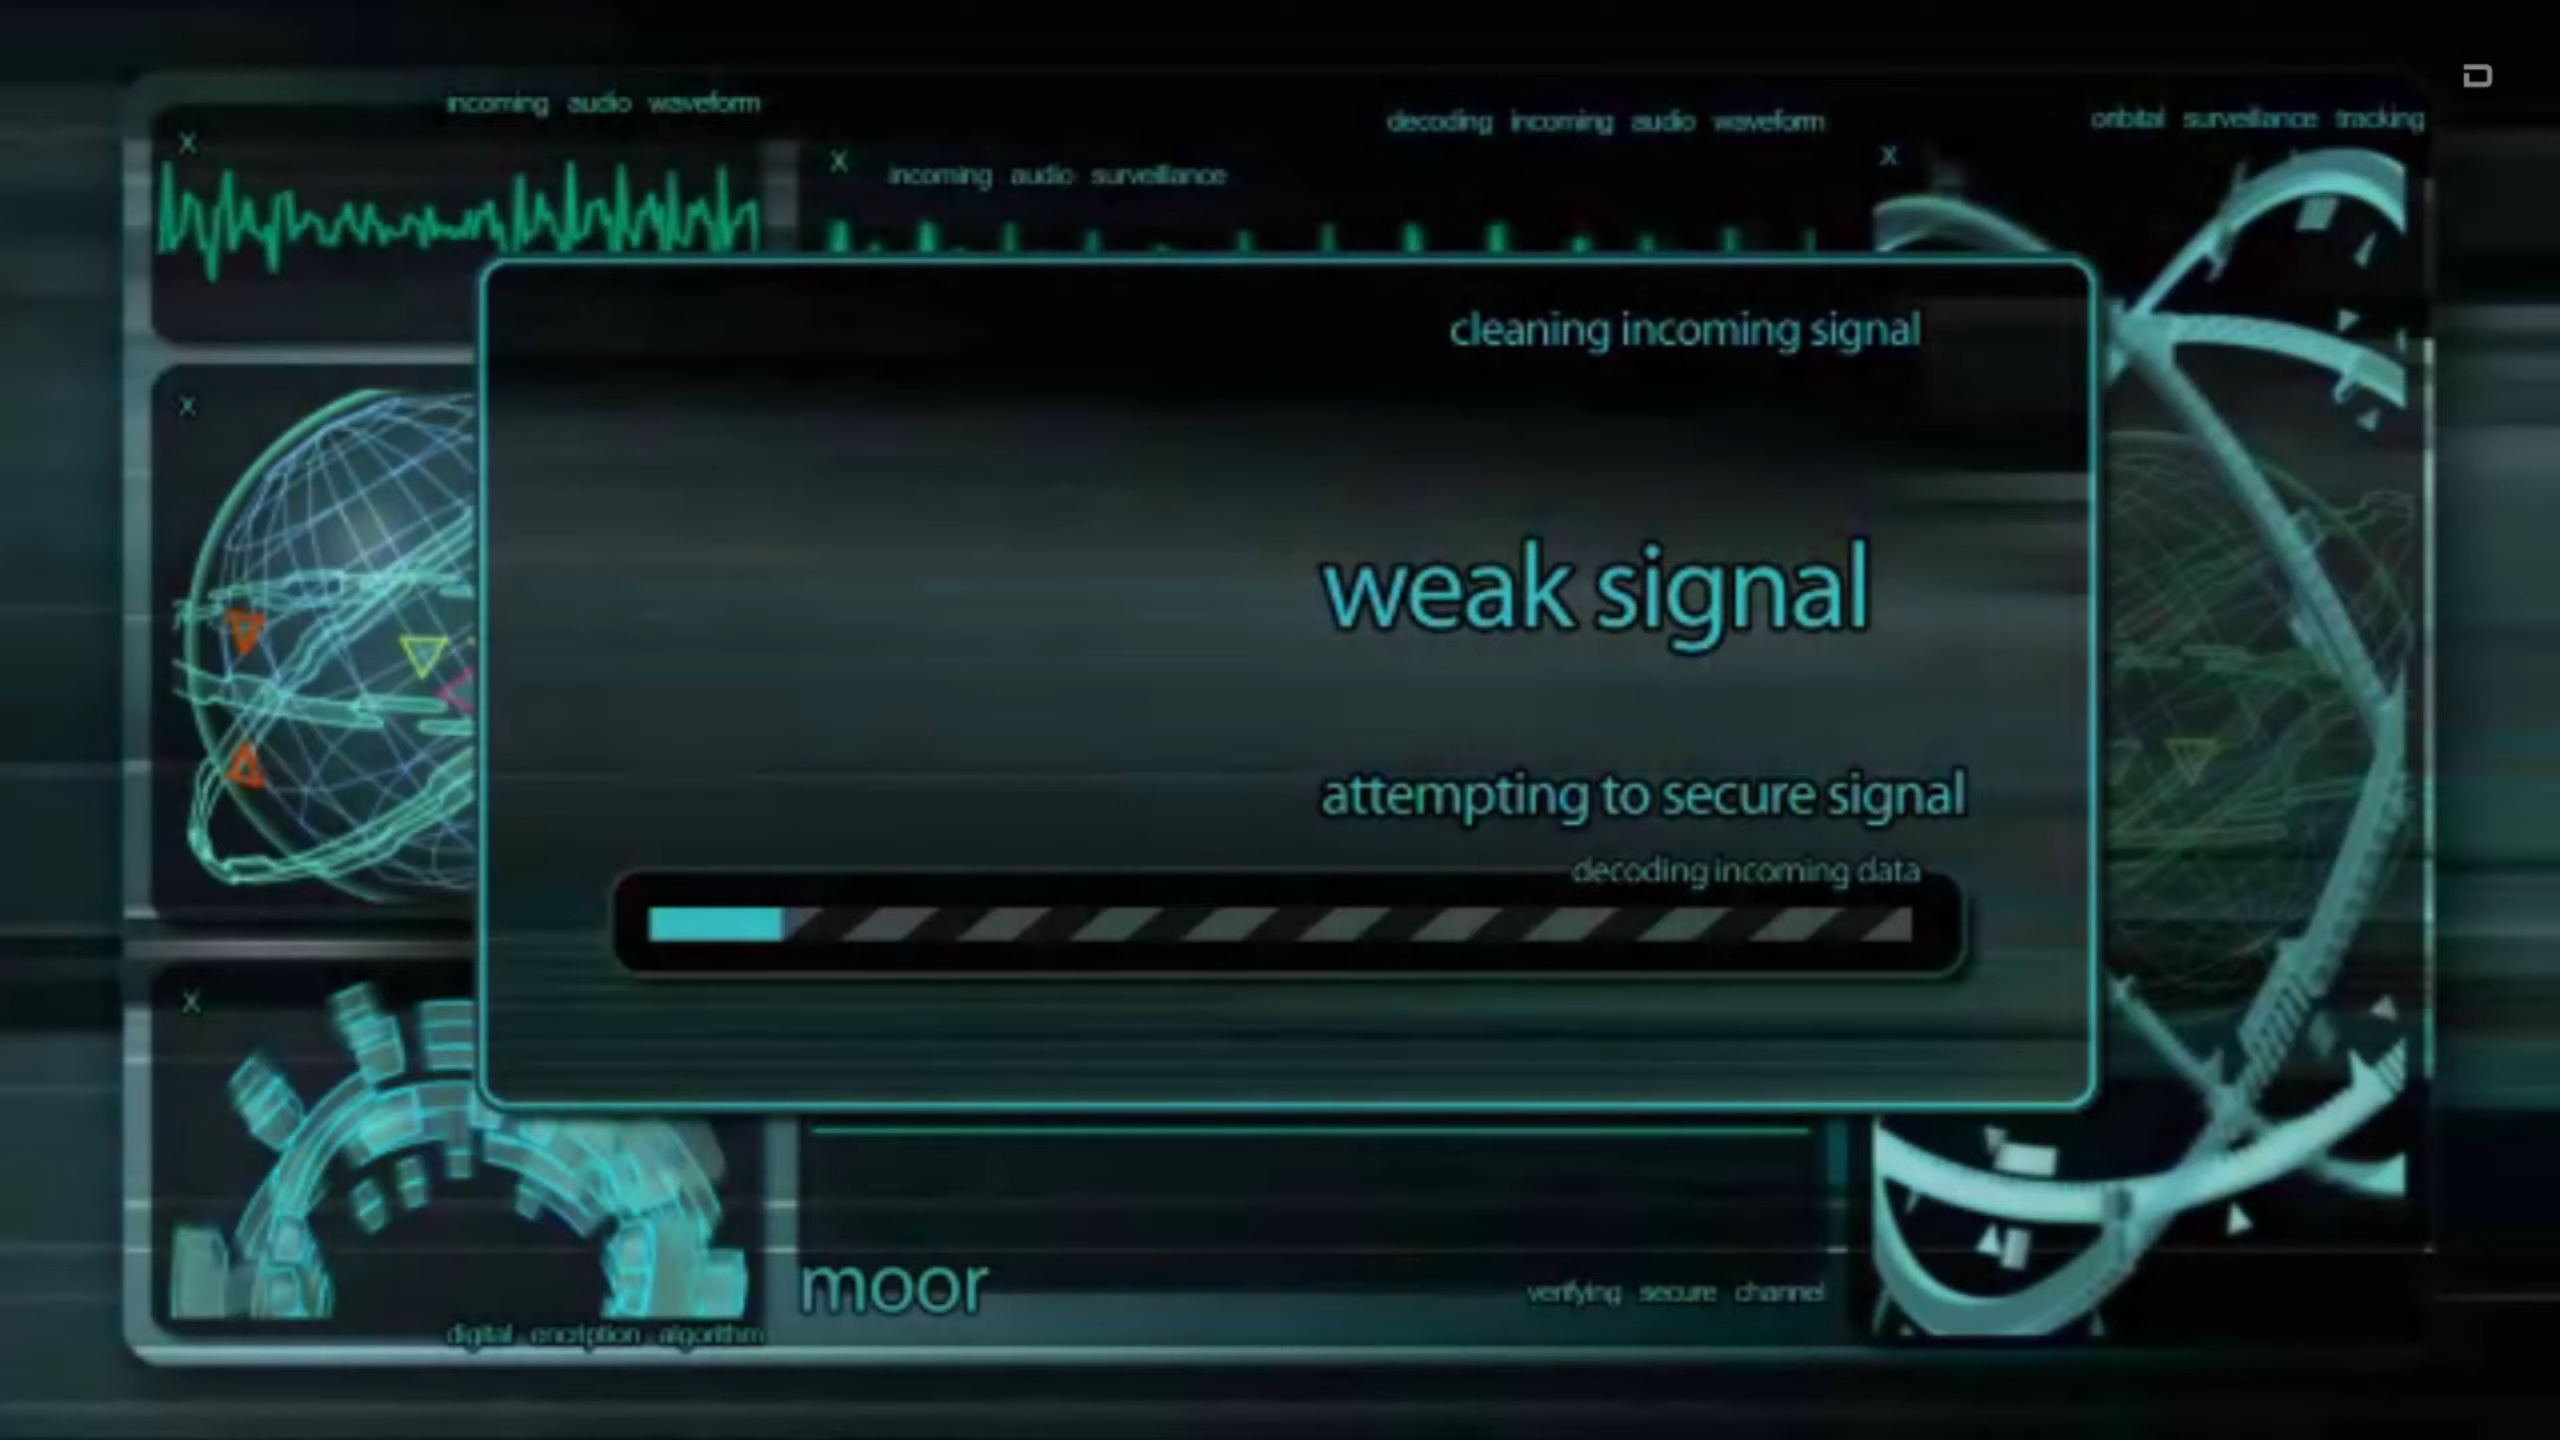 incoming audio waveform
decoding incoming audio waveform
orbital surveillance tracking
X
X
incoming audio surveillance
X
cleaning incoming signal
X
weak signal
attempting to secure signal
decoding incoming data
X
moor
verifying secure channel
digital encription algorithm